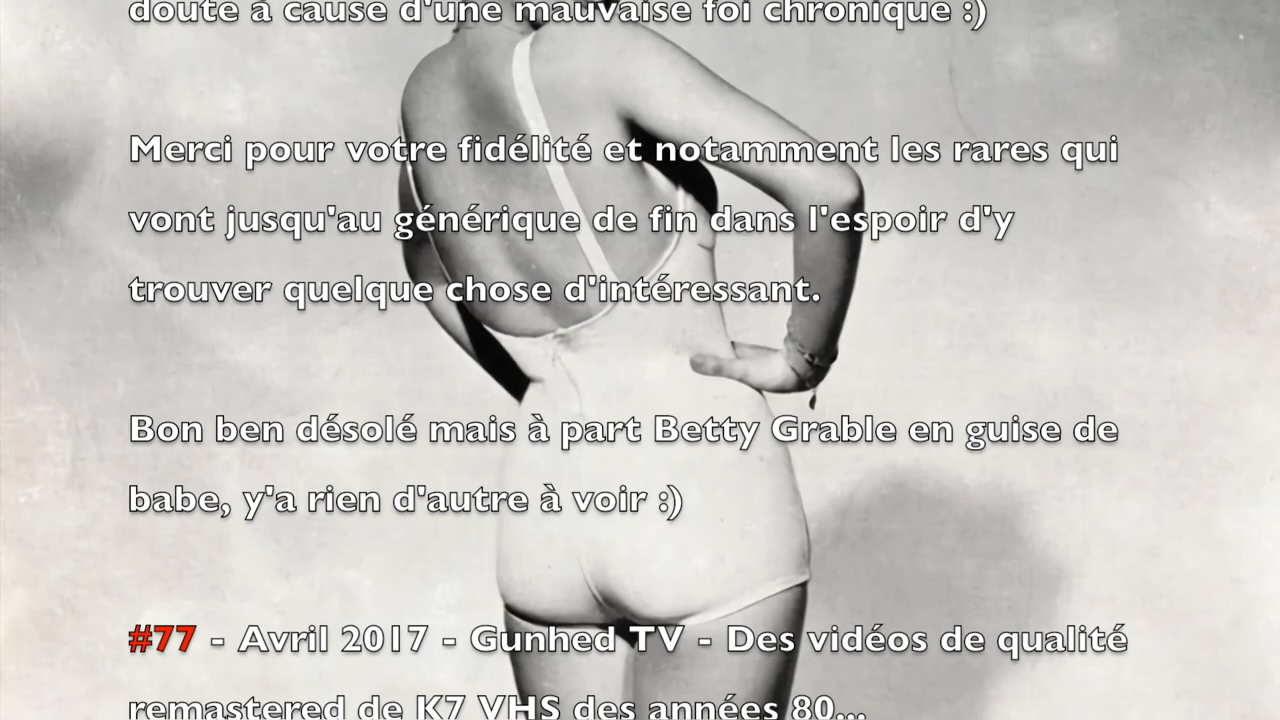 doute à cause d'une mauvaise foi chronique :)
Merci pour votre fidélité et notamment les rares qui
vont jusqu'au générique de fin dans l'espoir d'y
trouver quelque chose d'intéressant.
Bon ben désolé mais à part Betty Grable en guise de
babe, y'a rien d'autre à voir :)
#77 - Avril 2017 - Gunhed TV - Des vidéos de qualité
remastered de K7 VHS des années 80...